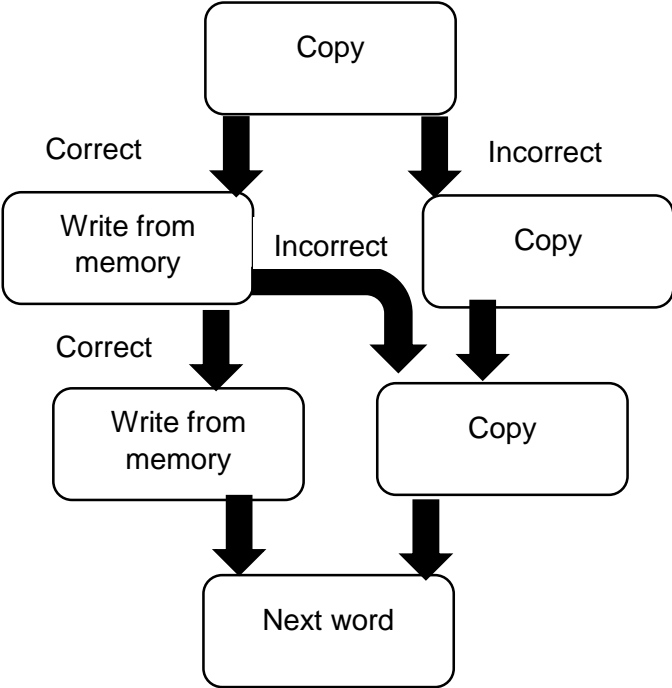 Copy
Correct
Incorrect
Write from
memory
Incorrect
Copy
Correct
Write from
memory
Copy
Next word